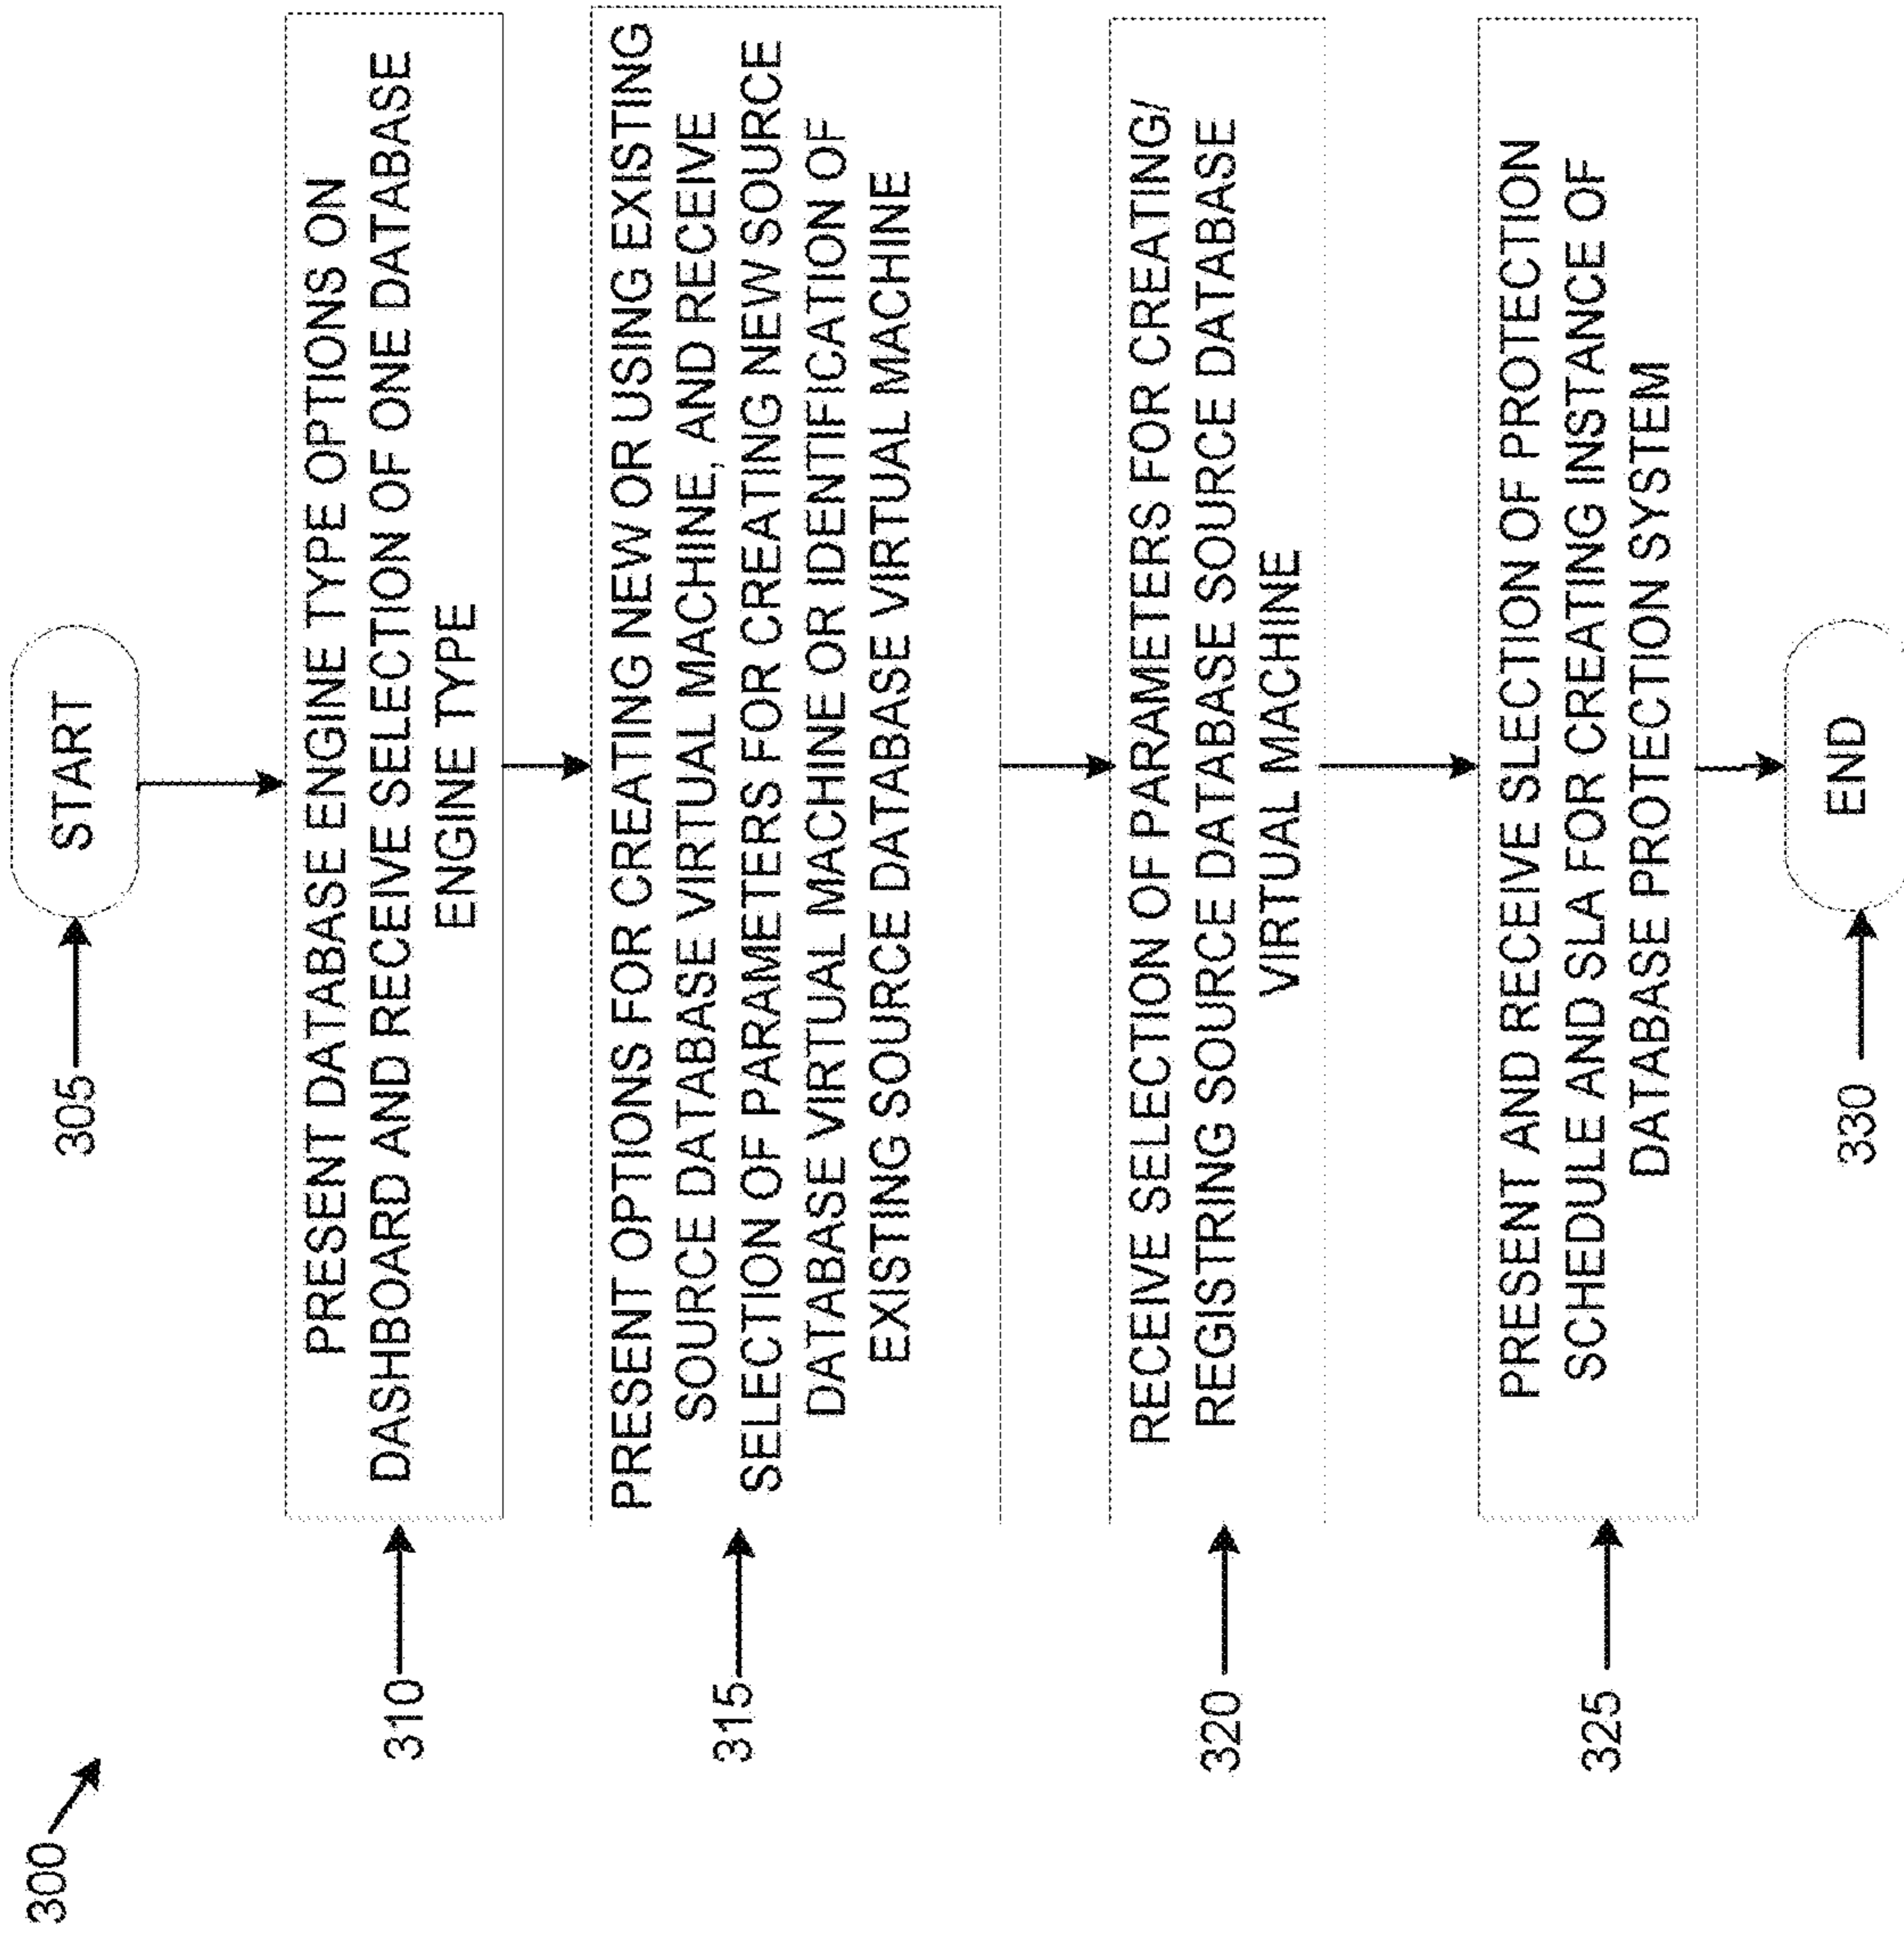 300
305
START
310
PRESENT DATABASE ENGINE TYPE OPTIONS ON
DASHBOARD AND RECEIVE SELECTION OF ONE DATABASE
ENGINE TYPE
315
PRESENT OPTIONS FOR CREATING NEW OR USING EXISTING
SOURCE DATABASE VIRTUAL MACHINE, AND RECEIVE
SELECTION OF PARAMETERS FOR CREATING NEW SOURCE
DATABASE VIRTUAL MACHINE OR IDENTIFICATION OF
EXISTING SOURCE DATABASE VIRTUAL MACHINE
320
RECEIVE SELECTION OF PARAMETERS FOR CREATING/
REGISTRING SOURCE DATABASE SOURCE DATABASE
VIRTUAL MACHINE
325
PRESENT AND RECEIVE SELECTION OF PROTECTION
SCHEDULE AND SLA FOR CREATING INSTANCE OF
DATABASE PROTECTION SYSTEM
330
END